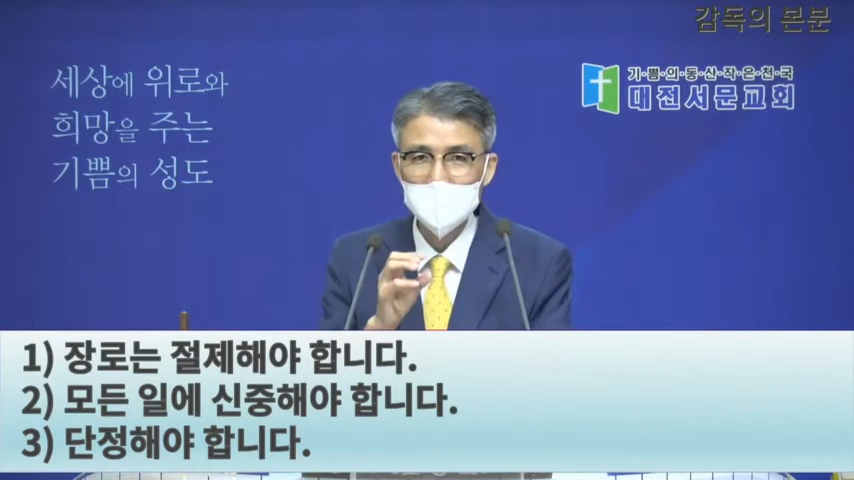 감독의 본분
세상에 위로와
희망을 주는
기쁨의 성도
기·쁨·의·동·산·작·은·천·국
대전서문교회
1) 장로는 절제해야 합니다.
2) 모든 일에 신중해야 합니다.
3) 단정해야 합니다.